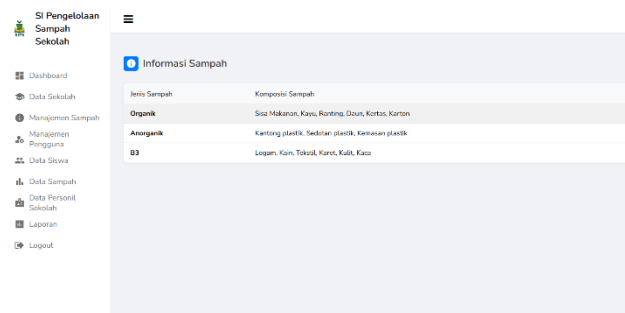 SI Pengelolaan
Sampah
Sekolah
Dashboard
Data Sekolah
Manajemen Sampah
Manajemen
Pengguna
Data Siswa
Data Sampah
Data Personil
Sekolah
Laporan
Logout
Informasi Sampah
Jenis Sampah Komposisi Sampah
Organik Sisa Makanan, Kayu, Ranting, Daun, Kertas, Karton
Anorganik Kantong plastik, Sedotan plastik, Kemasan plastik
B3 Logam, Kain, Tekstil, Karet, Kulit, Kaca